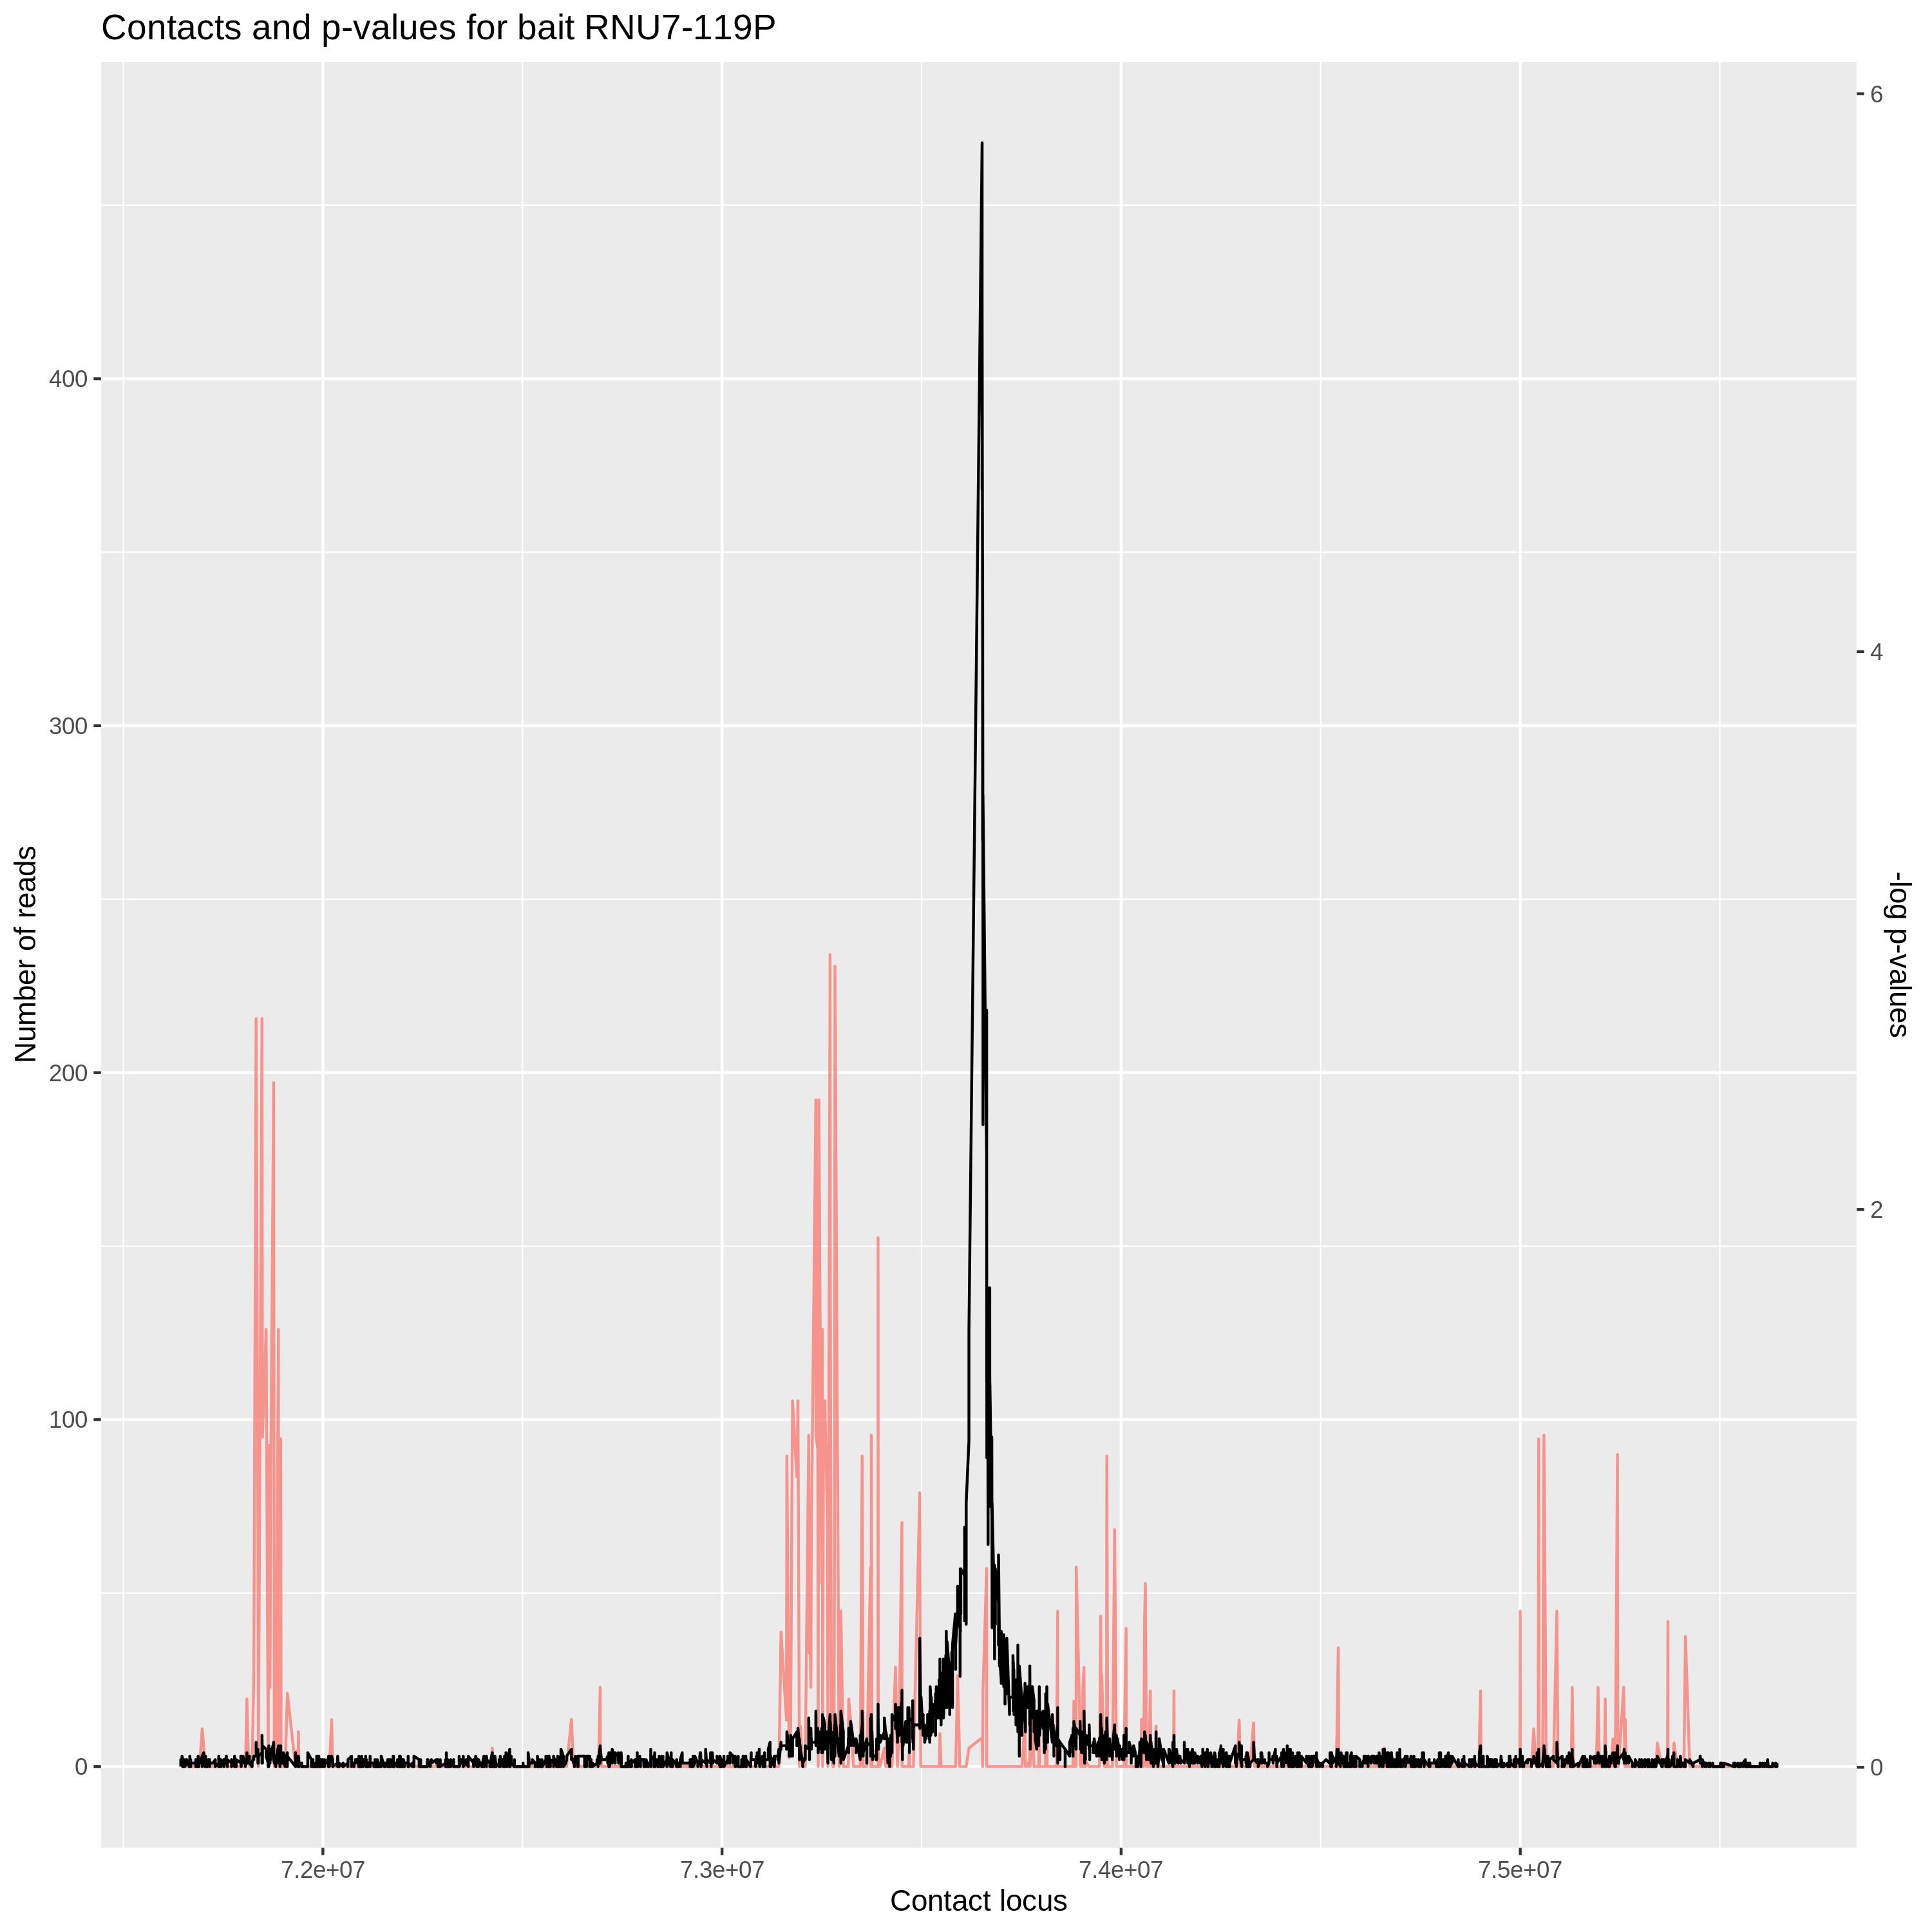 Contacts and p-values for bait RNU7-119P
6
400
4
300
Number of reads
-log p-values
200
2
100
0
0
7.2e+07
7.3e+07
7.4e+07
7.5e+07
Contact locus